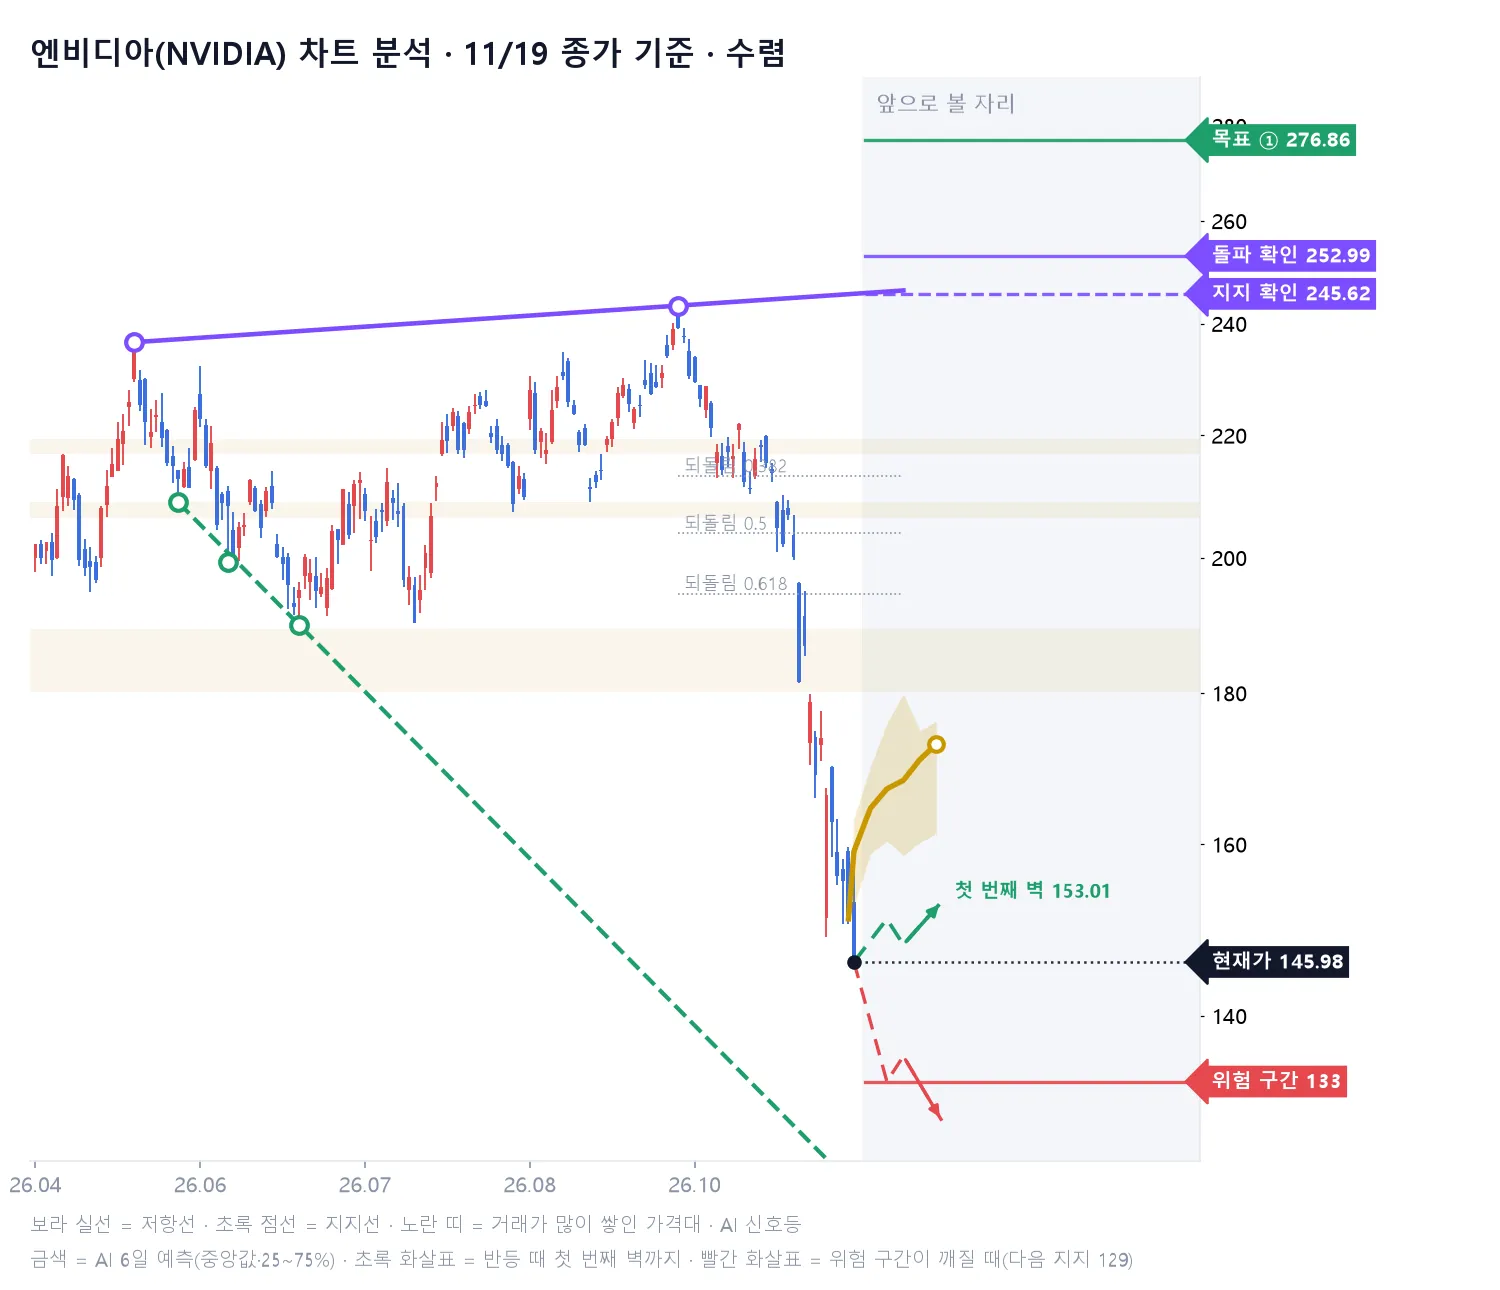 엔비디아(NVIDIA) 차트 분석 · 11/19 종가 기준 · 수렴
앞으로 볼 자리
목표 ① 276.86
260
돌파 확인 252.99
지지 확인 245.62
240
220
되돌림 0.382
되돌림 0.5
200
되돌림 0.618
180
160
첫 번째 벽 153.01
현재가 145.98
140
위험 구간 133
26.04 26.06 26.07 26.08 26.10
보라 실선 = 저항선 · 초록 점선 = 지지선 · 노란 띠 = 거래가 많이 쌓인 가격대 · AI 신호등
금색 = AI 6일 예측(중앙값·25~75%) · 초록 화살표 = 반등 때 첫 번째 벽까지 · 빨간 화살표 = 위험 구간이 깨질 때(다음 지지 129)